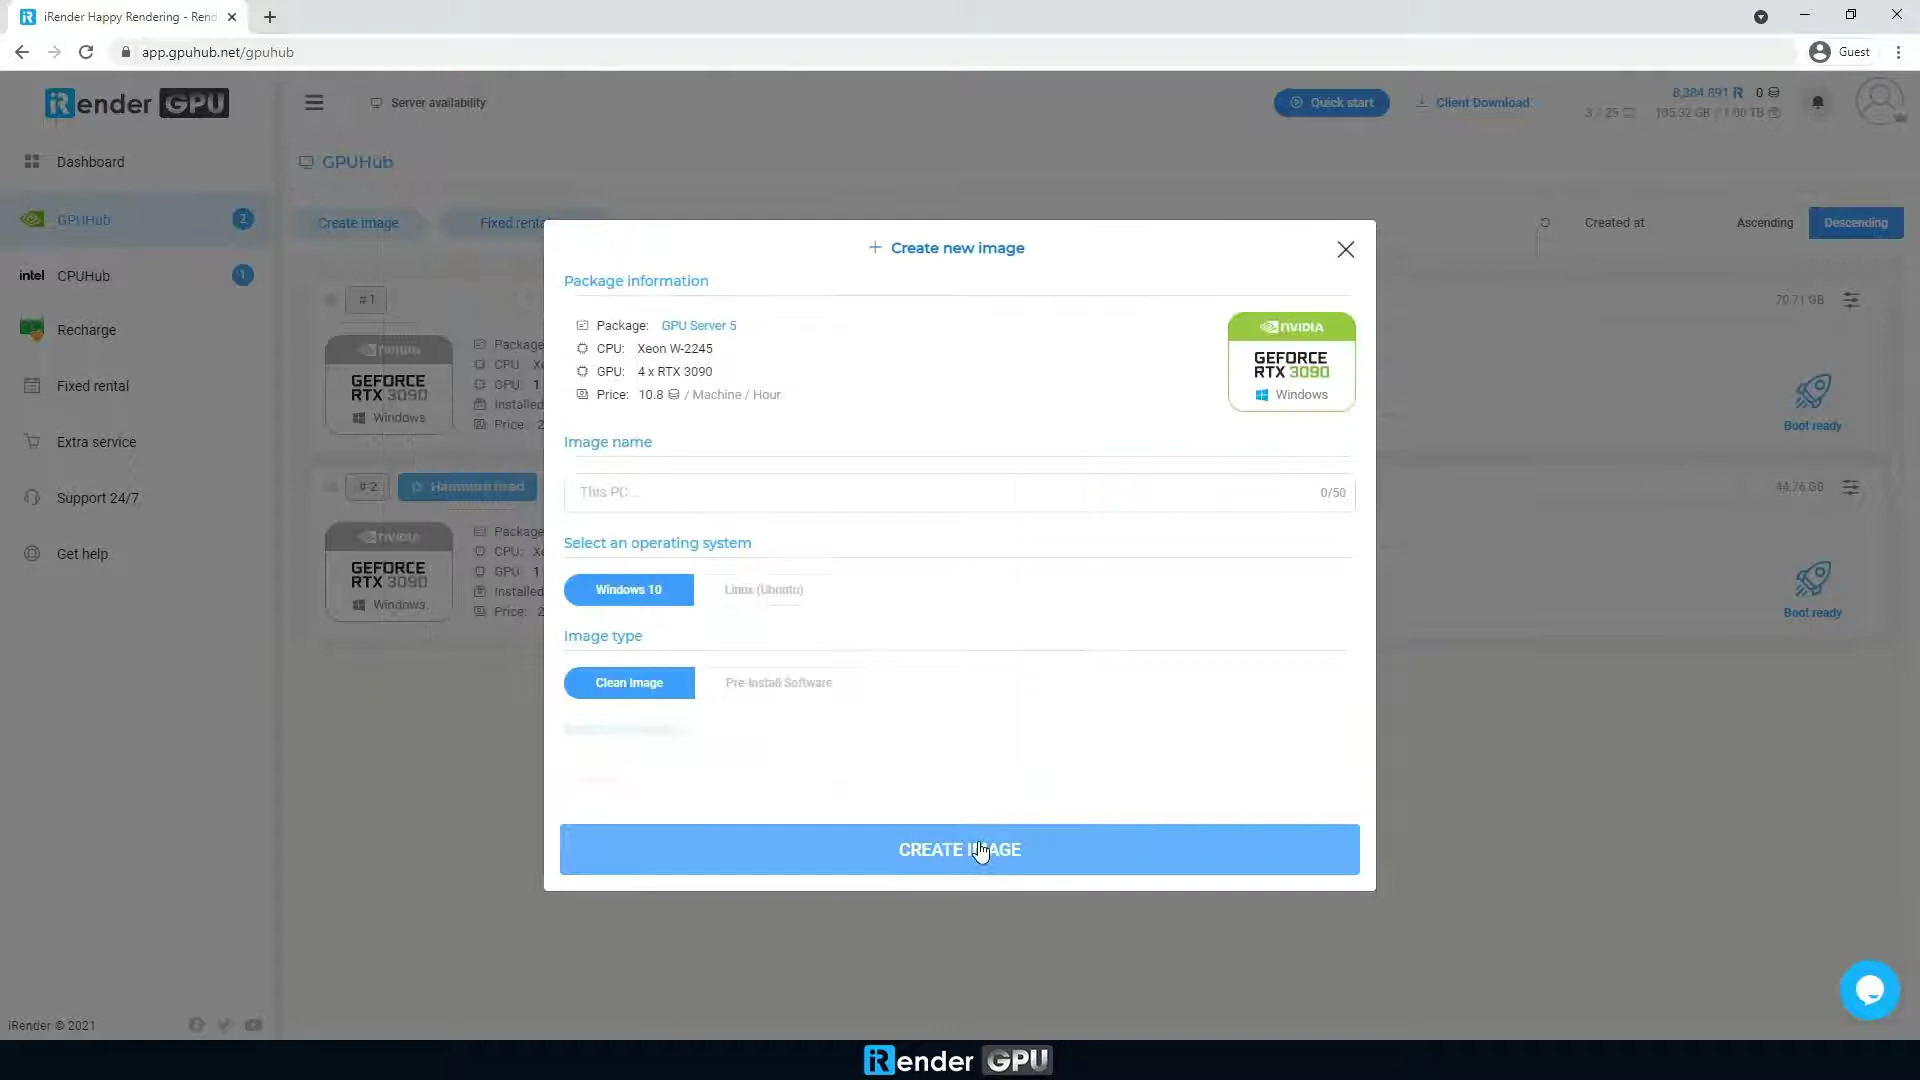 iRender Happy Rendering - Rend
app.gpuhub.net/gpuhub
Guest
iRender GPU
Server availability
Quick start
Client Download
8,384.891 R 0
3 / 25
105.32 GB / 1.00 TB
Dashboard
GPUHub
2
intel CPUHub
1
Recharge
Fixed rental
Extra service
Support 24/7
Get help
iRender © 2021
GPUHub
Create image
Fixed renta
Created at
Ascending
Descending
#1
70.71 GB
NVIDIA
GEFORCE
RTX 3090
Windows
Package
CPU: Xe
GPU: 1
Installed
Price: 2
Boot ready
#2
44.76 GB
NVIDIA
GEFORCE
RTX 3090
Windows
Package
CPU: Xe
GPU: 1
Installed
Price: 2
Boot ready
+ Create new image
Package information
Package: GPU Server 5
CPU: Xeon W-2245
GPU: 4 x RTX 3090
Price: 10.8 / Machine / Hour
NVIDIA
GEFORCE
RTX 3090
Windows
Image name
This PC...
0/50
Select an operating system
Windows 10
Linux (Ubuntu)
Image type
Clean Image
Pre-Install Software
CREATE IMAGE
iRender GPU